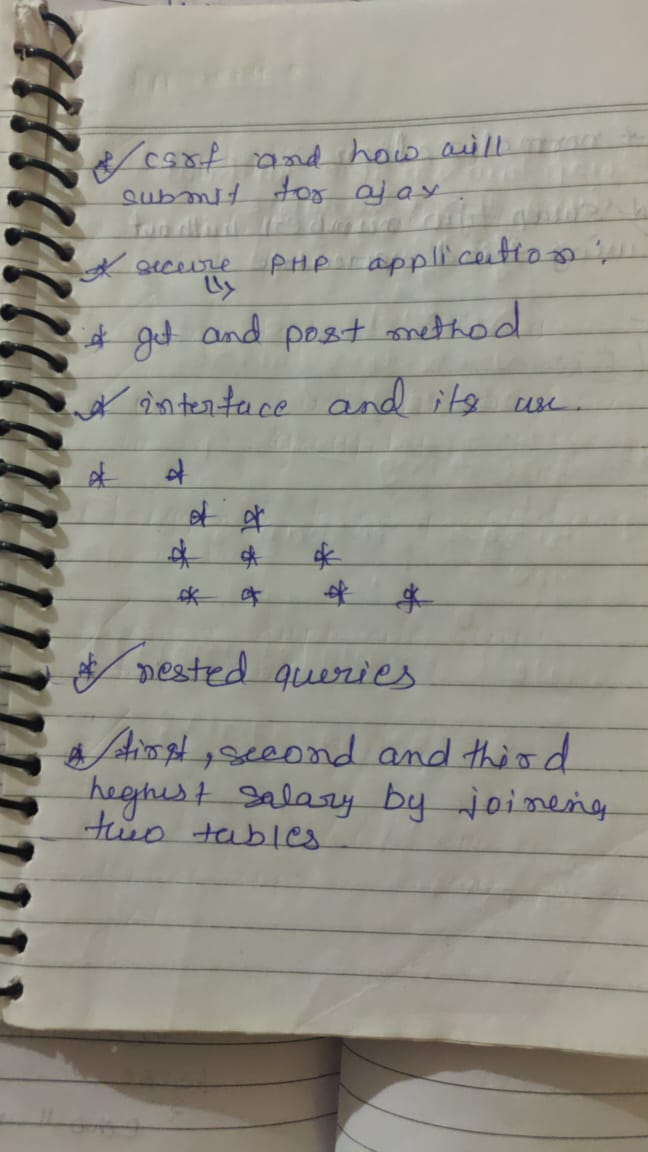 * csrf and how will
submit for ajax.
* secure PHP application:
* get and post method
* interface and its use.
* *
* *
* * *
* * * *
* nested queries
* first, second and third
heghest salary by joineing
two tables